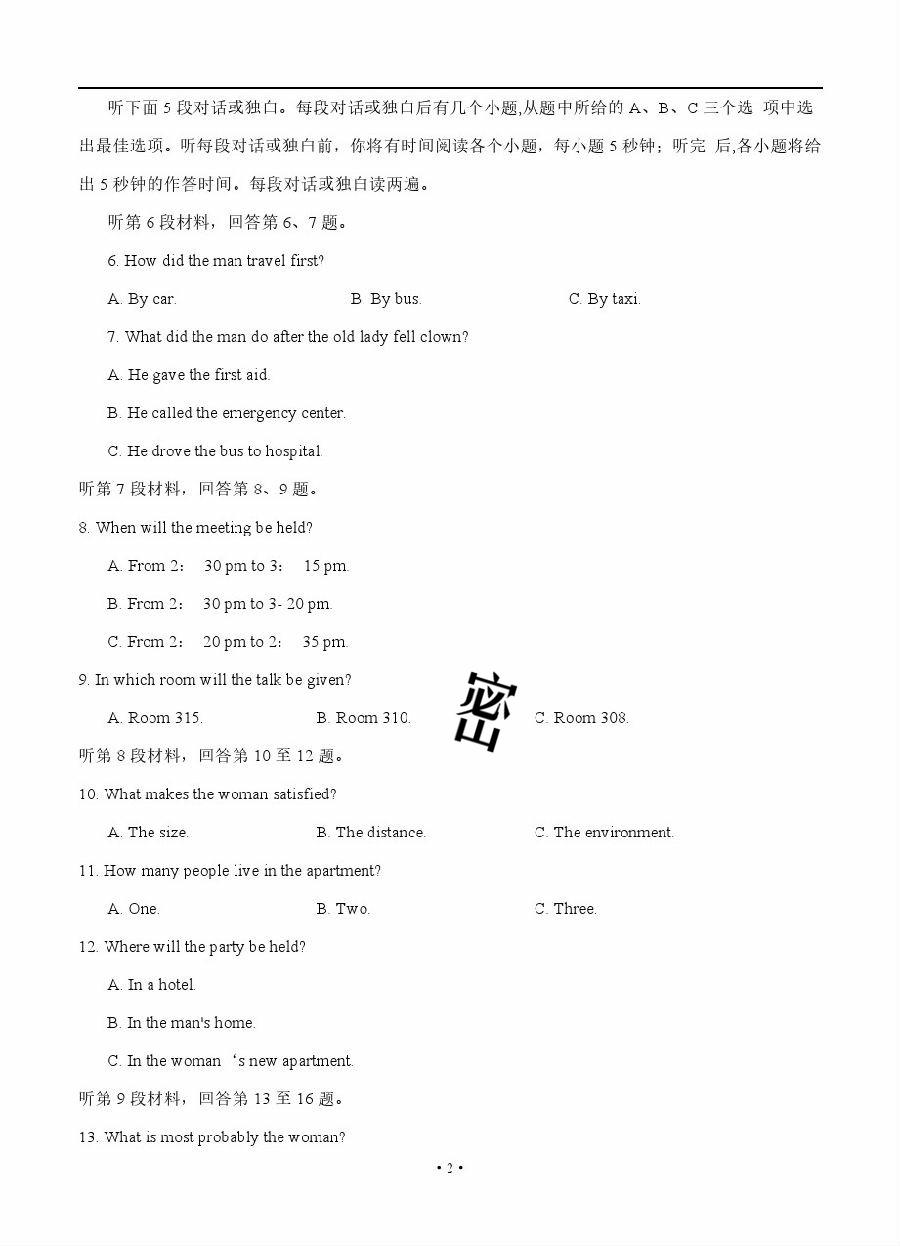 听下面 5 段对话或独白。每段对话或独白后有几个小题,从题中所给的 A、B、C 三个选 项中选
出最佳选项。听每段对话或独白前，你将有时间阅读各个小题，每小题 5 秒钟；听完 后,各小题将给
出 5 秒钟的作答时间。每段对话或独白读两遍。
听第 6 段材料，回答第 6、7 题。
6. How did the man travel first?
A. By car. B By bus. C. By taxi.
7. What did the man do after the old lady fell clown?
A. He gave the first aid.
B. He called the emergency center.
C. He drove the bus to hospital.
听第 7 段材料，回答第 8、9 题。
8. When will the meeting be held?
A. From 2： 30 pm to 3： 15 pm.
B. From 2： 30 pm to 3- 20 pm.
C. From 2： 20 pm to 2： 35 pm.
9. In which room will the talk be given?
密
A. Room 315. B. Room 310. C. Room 308.
听第 8 段材料，回答第 10 至 12 题。
10. What makes the woman satisfied?
A. The size. B. The distance. C. The environment.
11. How many people live in the apartment?
A. One. B. Two. C. Three.
12. Where will the party be held?
A. In a hotel.
B. In the man's home.
C. In the woman ‘s new apartment.
听第 9 段材料，回答第 13 至 16 题。
13. What is most probably the woman?
• 2 •